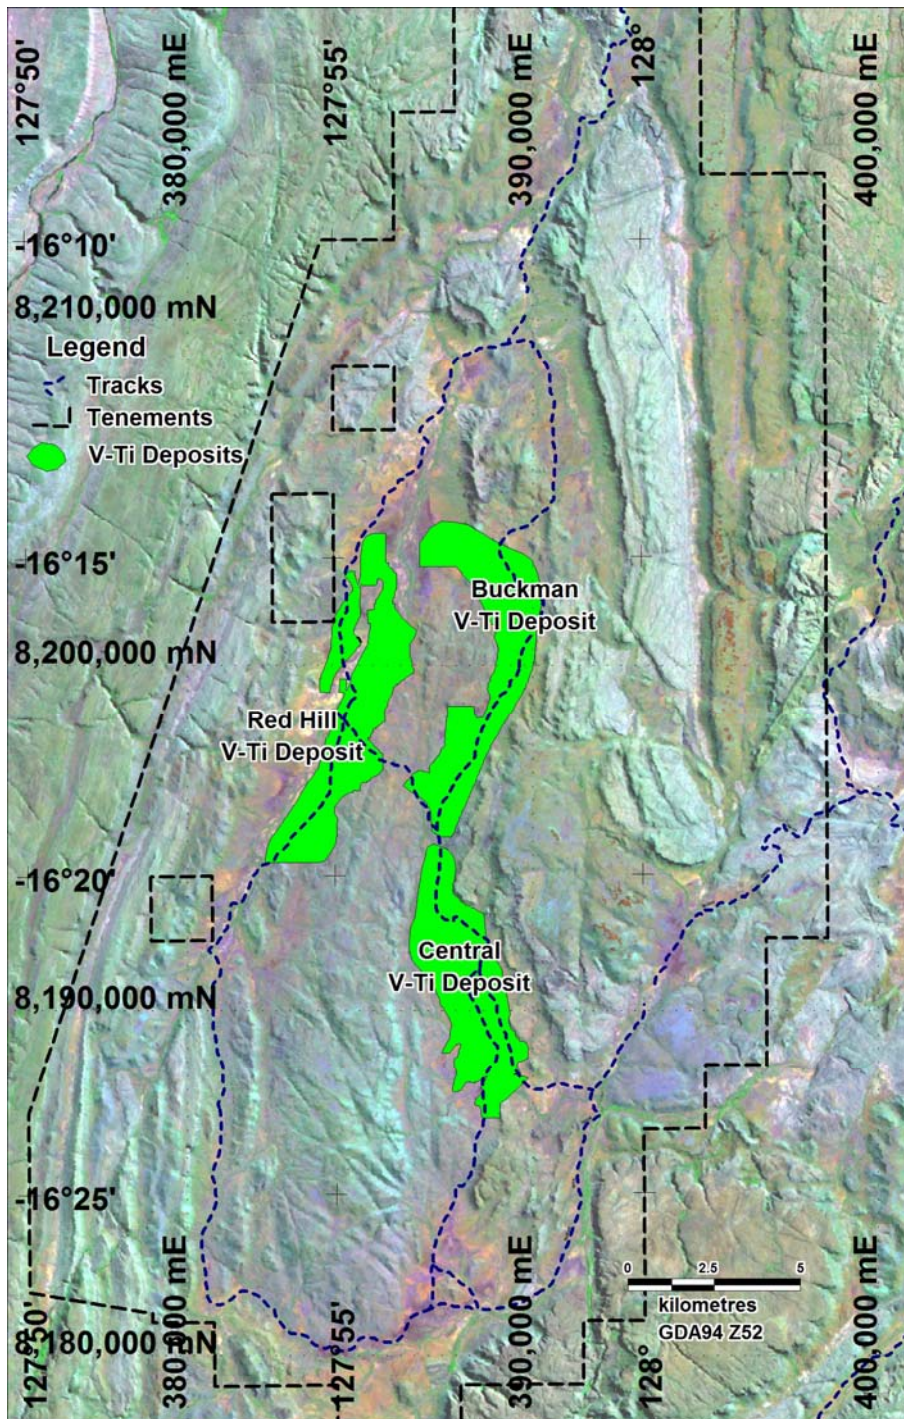 127°50'
380,000 mE
127°55'
390,000 mE
128°
400,000 mE
-16°10'
8,210,000 mN
Legend
Tracks
Tenements
V-Ti Deposits
-16°15'
Buckman
V-Ti Deposit
8,200,000 mN
Red Hill
V-Ti Deposit
-16°20'
Central
V-Ti Deposit
8,190,000 mN
-16°25'
0 2.5 5
kilometres
GDA94 Z52
8,180,000 mN
127°50'
380,000 mE
127°55'
390,000 mE
128°
400,000 mE